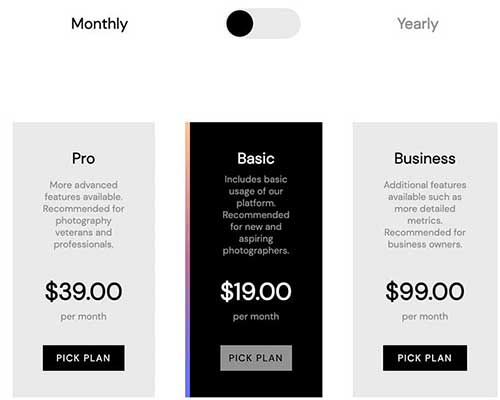 Monthly
Yearly
Pro
More advanced
features available.
Recommended for
photography
veterans and
professionals.
$39.00
per month
PICK PLAN
Basic
Includes basic
usage of our
platform.
Recommended
for new and
aspiring
photographers.
$19.00
per month
PICK PLAN
Business
Additional features
available such as
more detailed
metrics.
Recommended for
business owners.
$99.00
per month
PICK PLAN